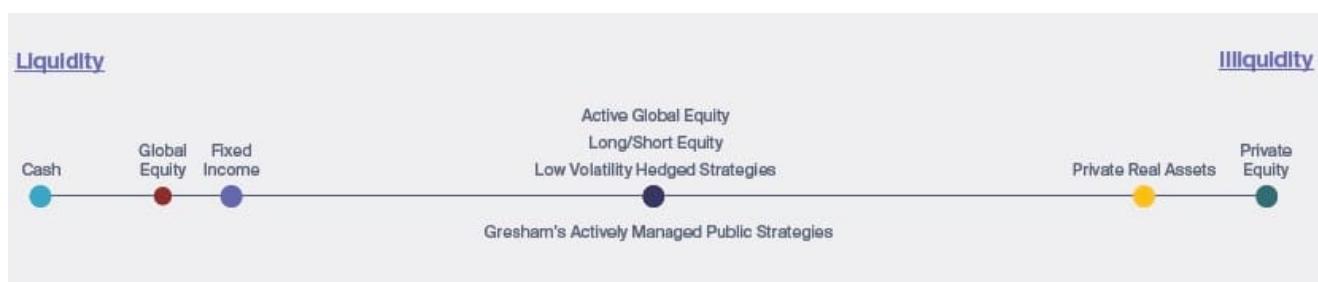 Liquidity
Illiquidity
Active Global Equity
Long/Short Equity
Low Volatility Hedged Strategies
Cash
Global
Equity
Fixed
Income
Private Real Assets
Private
Equity
Gresham's Actively Managed Public Strategies